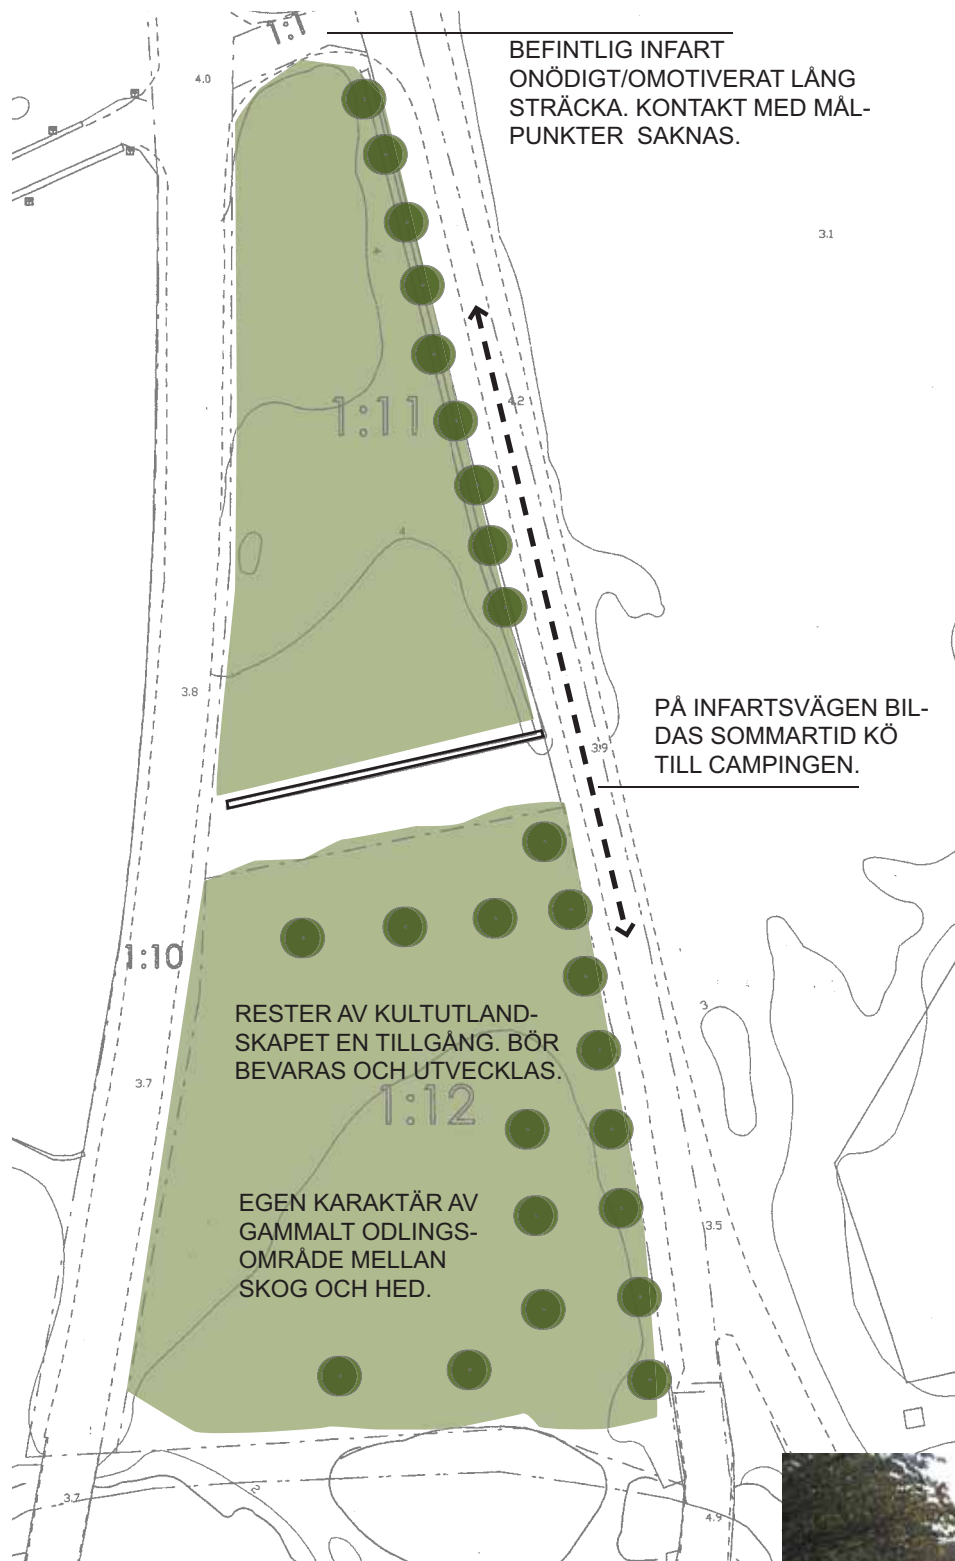 1:1
BEFINTLIG INFART
ONÖDIGT/OMOTIVERAT LÅNG
STRÄCKA. KONTAKT MED MÅL-
PUNKTER SAKNAS.
4.0
3.1
4
4.2
1:11
4
3.8
PÅ INFARTSVÄGEN BIL-
DAS SOMMARTID KÖ
TILL CAMPINGEN.
3.9
1:10
RESTER AV KULTUTLAND-
SKAPET EN TILLGÅNG. BÖR
BEVARAS OCH UTVECKLAS.
3
3.7
1:12
EGEN KARAKTÄR AV
GAMMALT ODLINGS-
OMRÅDE MELLAN
SKOG OCH HED.
3.5
3.7
2
4.9